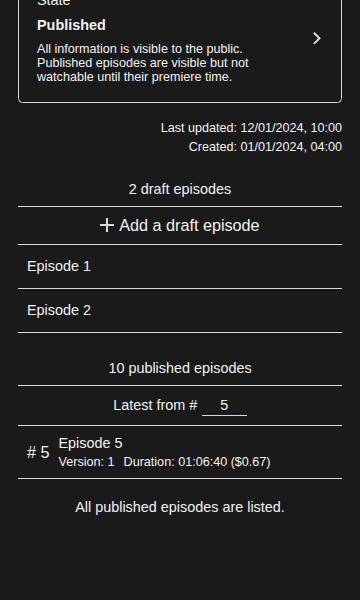 State
Published
All information is visible to the public.
Published episodes are visible but not
watchable until their premiere time.
Last updated: 12/01/2024, 10:00
Created: 01/01/2024, 04:00
2 draft episodes
Add a draft episode
Episode 1
Episode 2
10 published episodes
Latest from # 5
# 5 Episode 5
Version: 1 Duration: 01:06:40 ($0.67)
All published episodes are listed.